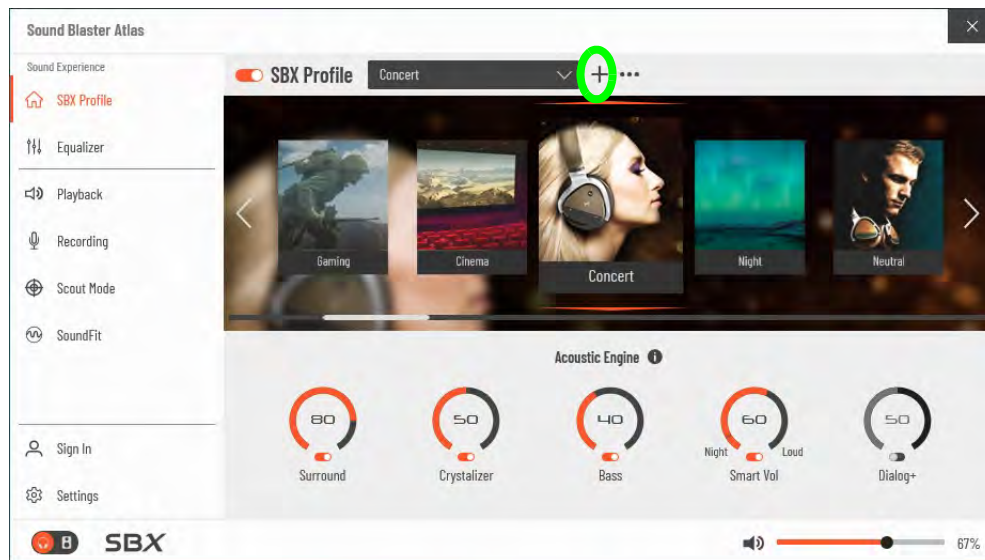 Sound Blaster Atlas
Sound Experience
SBX Profile
Equalizer
Playback
Recording
Scout Mode
SoundFit
Sign In
Settings
SBX
SBX Profile
Concert
Gaming
Cinema
Concert
Night
Neutral
Acoustic Engine
80
50
40
60
50
Night
Loud
Surround
Crystalizer
Bass
Smart Vol
Dialog+
67%